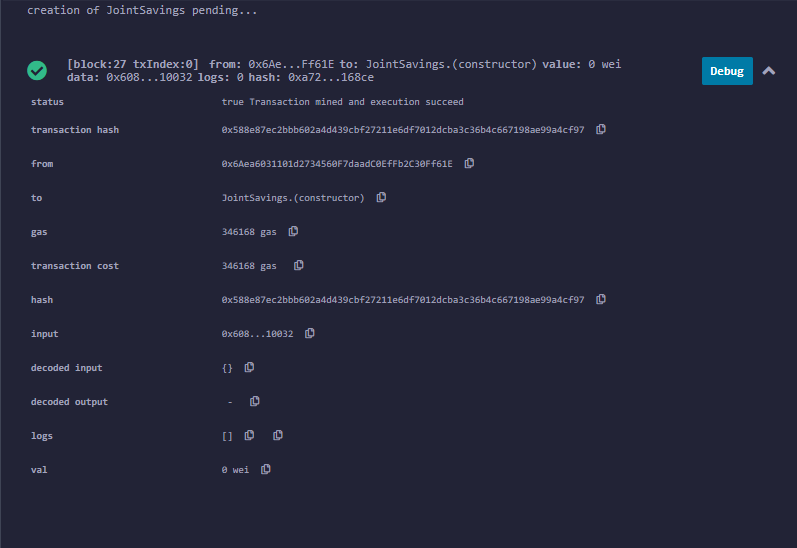 creation of JointSavings pending...
[block:27 txIndex:0] from: 0x6Ae...Ff61E to: JointSavings.(constructor) value: 0 wei
data: 0x608...10032 logs: 0 hash: 0xa72...168ce
Debug
status true Transaction mined and execution succeed
transaction hash 0x588e87ec2bbb602a4d439cbf27211e6df7012dcba3c36b4c667198ae99a4cf97
from 0x6Aea6031101d2734560F7daadC0EfFb2C30Ff61E
to JointSavings.(constructor)
gas 346168 gas
transaction cost 346168 gas
hash 0x588e87ec2bbb602a4d439cbf27211e6df7012dcba3c36b4c667198ae99a4cf97
input 0x608...10032
decoded input {}
decoded output -
logs []
val 0 wei